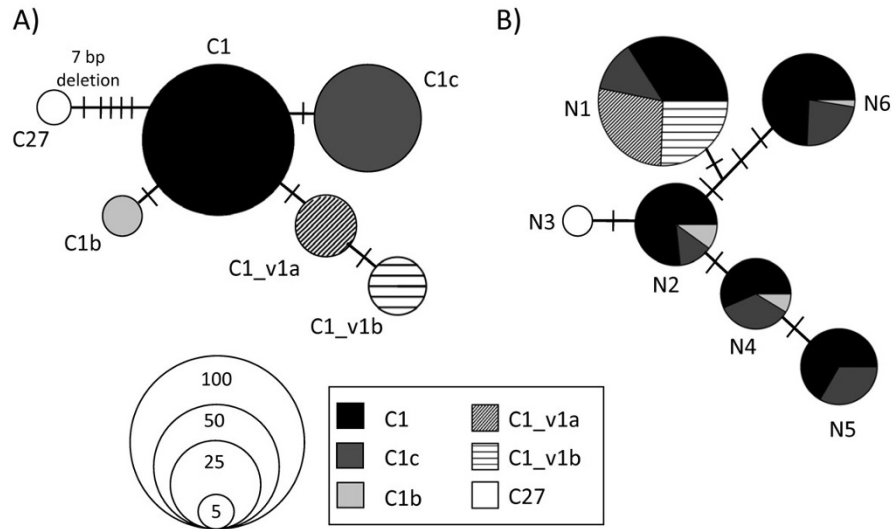 A)
B)
C1
7 bp
deletion
C1c
C27
C1b
C1_v1a
C1_v1b
N1
N6
N3
N2
N4
N5
100
50
25
5
C1
C1_v1a
C1c
C1_v1b
C1b
C27